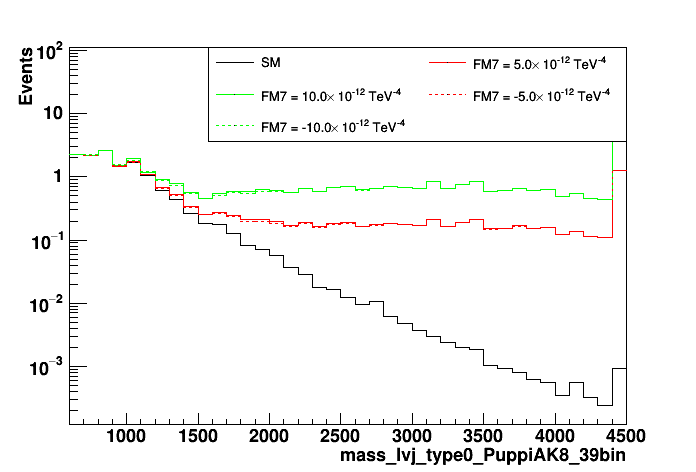 Events
10²
10
1
10⁻¹
10⁻²
10⁻³
SM
FM7 = 5.0× 10⁻¹² TeV⁻⁴
FM7 = 10.0× 10⁻¹² TeV⁻⁴
FM7 = -5.0× 10⁻¹² TeV⁻⁴
FM7 = -10.0× 10⁻¹² TeV⁻⁴
1000 1500 2000 2500 3000 3500 4000 4500
mass_lvj_type0_PuppiAK8_39bin